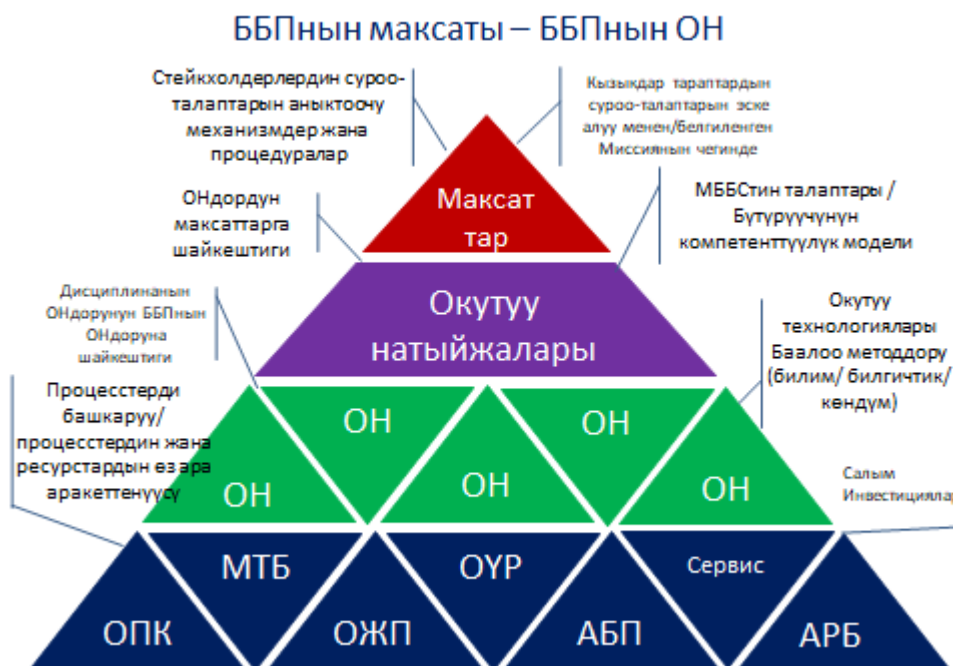 ББПнын максаты – ББПнын ОН
Стейкхолдерлердин суроо-
талаптарын аныктоочу
механизмдер жана
процедуралар
Кызыкдар тараптардын
суроо-талаптарын эске
алуу менен/белгиленген
Миссиянын чегинде
Максат
тар
ОНдордун
максаттарга
шайкештиги
МББСтин талаптары /
Бүтүрүүчүнүн
компетенттүүлүк модели
Окутуу
натыйжалары
Дисциплинанын
ОНдорунун ББПнын
ОНдоруна
шайкештиги
Окутуу
технологиялары
Баалоо методдору
(билим/ билгичтик/
көндүм)
Процесстерди
башкаруу/
процесстердин жана
ресурстардын өз ара
аракеттенүүсү
ОН
ОН
ОН
ОН
ОН
Салым
Инвестициялар
МТБ
ОҮР
Сервис
ОПК
ОЖП
АБП
АРБ